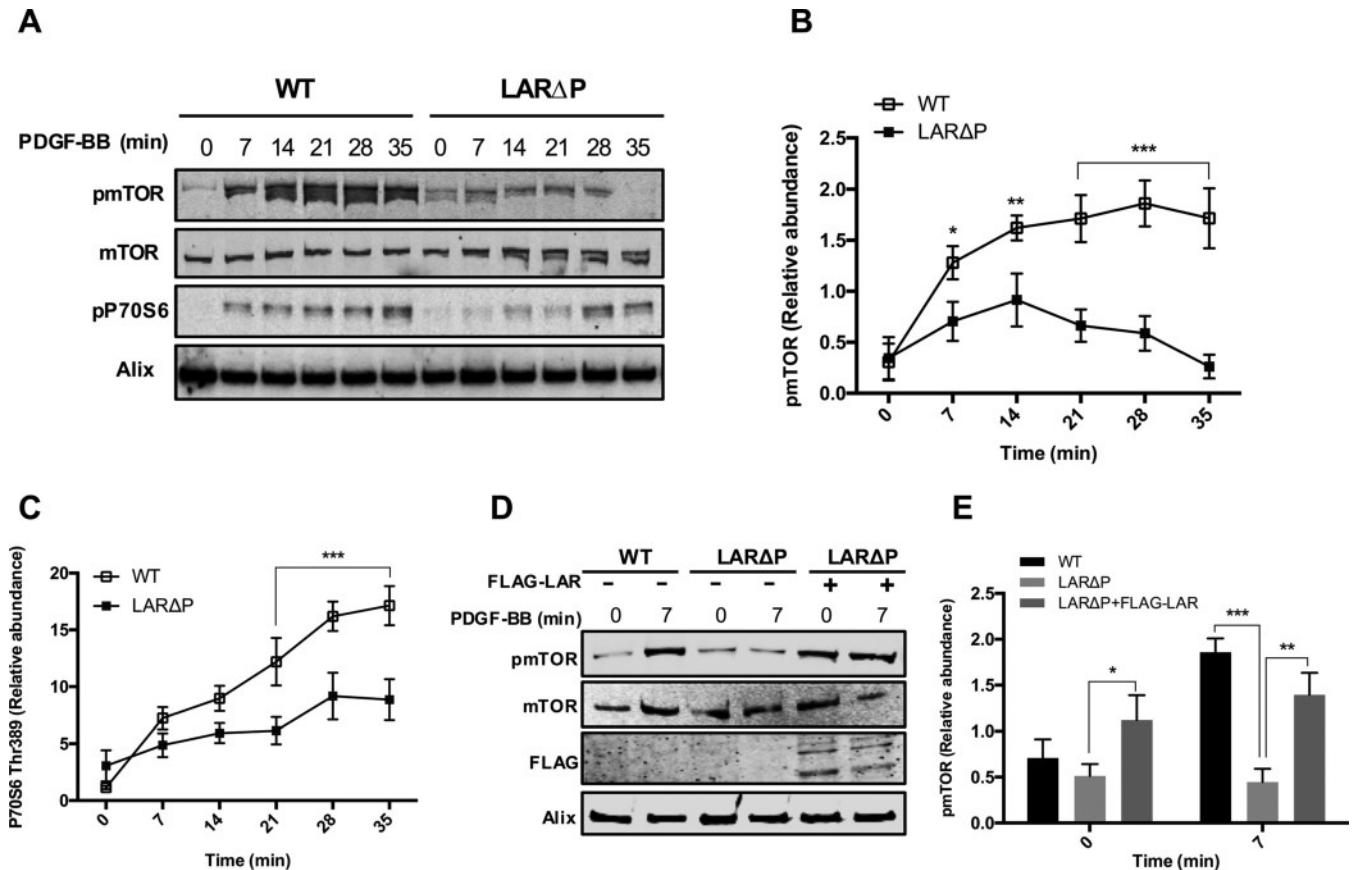 A
WT LARΔP
PDGF-BB (min) 0 7 14 21 28 35 0 7 14 21 28 35
pmTOR
mTOR
pP70S6
Alix
B
WT
LARΔP
pmTOR (Relative abundance)
2.5
2.0
1.5
1.0
0.5
0.0
* ** ***
0 7 14 21 28 35
Time (min)
C
WT
LARΔP
P70S6 Thr389 (Relative abundance)
20
15
10
5
0
***
0 7 14 21 28 35
Time (min)
D
WT LARΔP LARΔP
FLAG-LAR - - - - + +
PDGF-BB (min) 0 7 0 7 0 7
pmTOR
mTOR
FLAG
Alix
E
WT
LARΔP
LARΔP+FLAG-LAR
pmTOR (Relative abundance)
2.5
2.0
1.5
1.0
0.5
0.0
* *** **
0 7
Time (min)